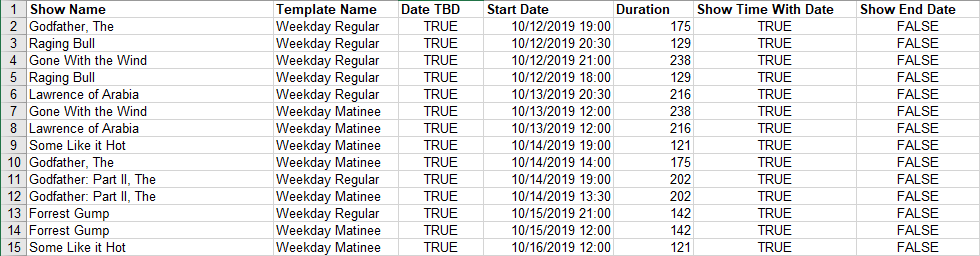 1 Show Name Template Name Date TBD Start Date Duration Show Time With Date Show End Date
2 Godfather, The Weekday Regular TRUE 10/12/2019 19:00 175 TRUE FALSE
3 Raging Bull Weekday Regular TRUE 10/12/2019 20:30 129 TRUE FALSE
4 Gone With the Wind Weekday Regular TRUE 10/12/2019 21:00 238 TRUE FALSE
5 Raging Bull Weekday Regular TRUE 10/12/2019 18:00 129 TRUE FALSE
6 Lawrence of Arabia Weekday Regular TRUE 10/13/2019 20:30 216 TRUE FALSE
7 Gone With the Wind Weekday Matinee TRUE 10/13/2019 12:00 238 TRUE FALSE
8 Lawrence of Arabia Weekday Matinee TRUE 10/13/2019 12:00 216 TRUE FALSE
9 Some Like it Hot Weekday Matinee TRUE 10/14/2019 19:00 121 TRUE FALSE
10 Godfather, The Weekday Matinee TRUE 10/14/2019 14:00 175 TRUE FALSE
11 Godfather: Part II, The Weekday Regular TRUE 10/14/2019 19:00 202 TRUE FALSE
12 Godfather: Part II, The Weekday Matinee TRUE 10/14/2019 13:30 202 TRUE FALSE
13 Forrest Gump Weekday Regular TRUE 10/15/2019 21:00 142 TRUE FALSE
14 Forrest Gump Weekday Matinee TRUE 10/15/2019 12:00 142 TRUE FALSE
15 Some Like it Hot Weekday Matinee TRUE 10/16/2019 12:00 121 TRUE FALSE